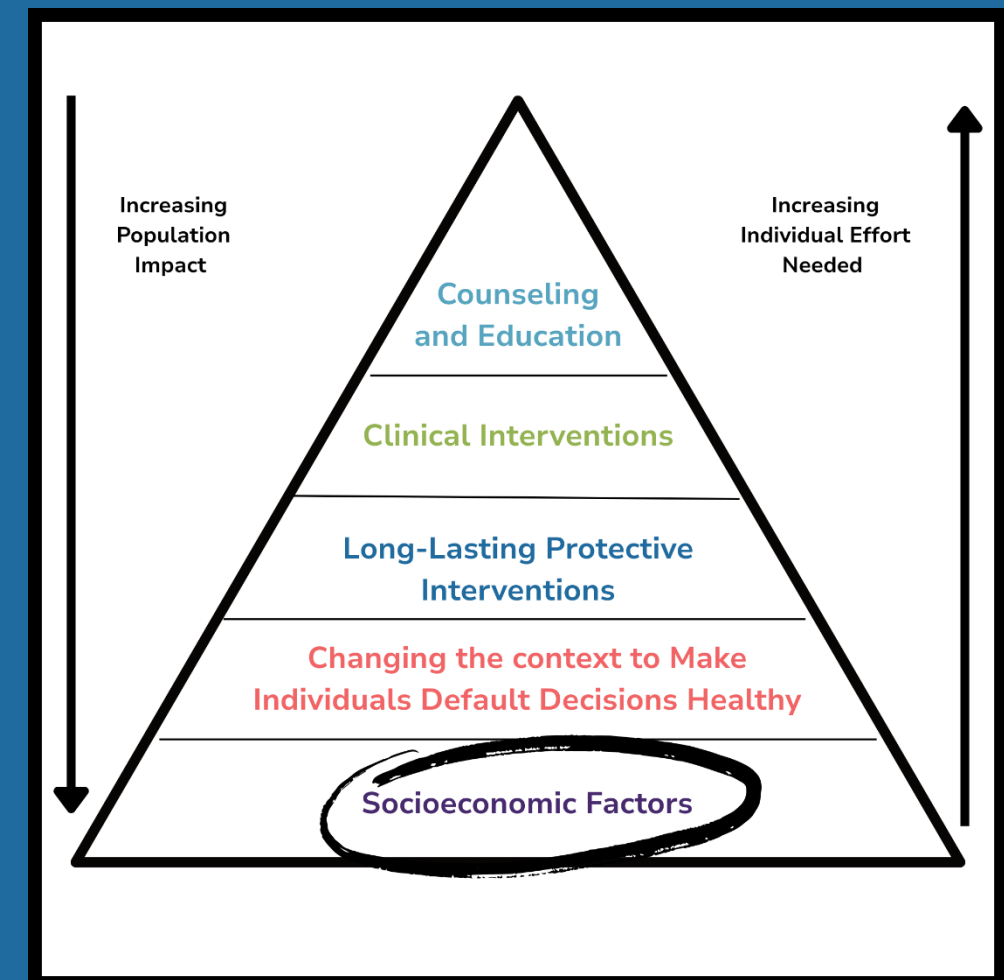 Increasing
Population
Impact
Increasing
Individual Effort
Needed
Counseling
and Education
Clinical Interventions
Long-Lasting Protective
Interventions
Changing the context to Make
Individuals Default Decisions Healthy
Socioeconomic Factors